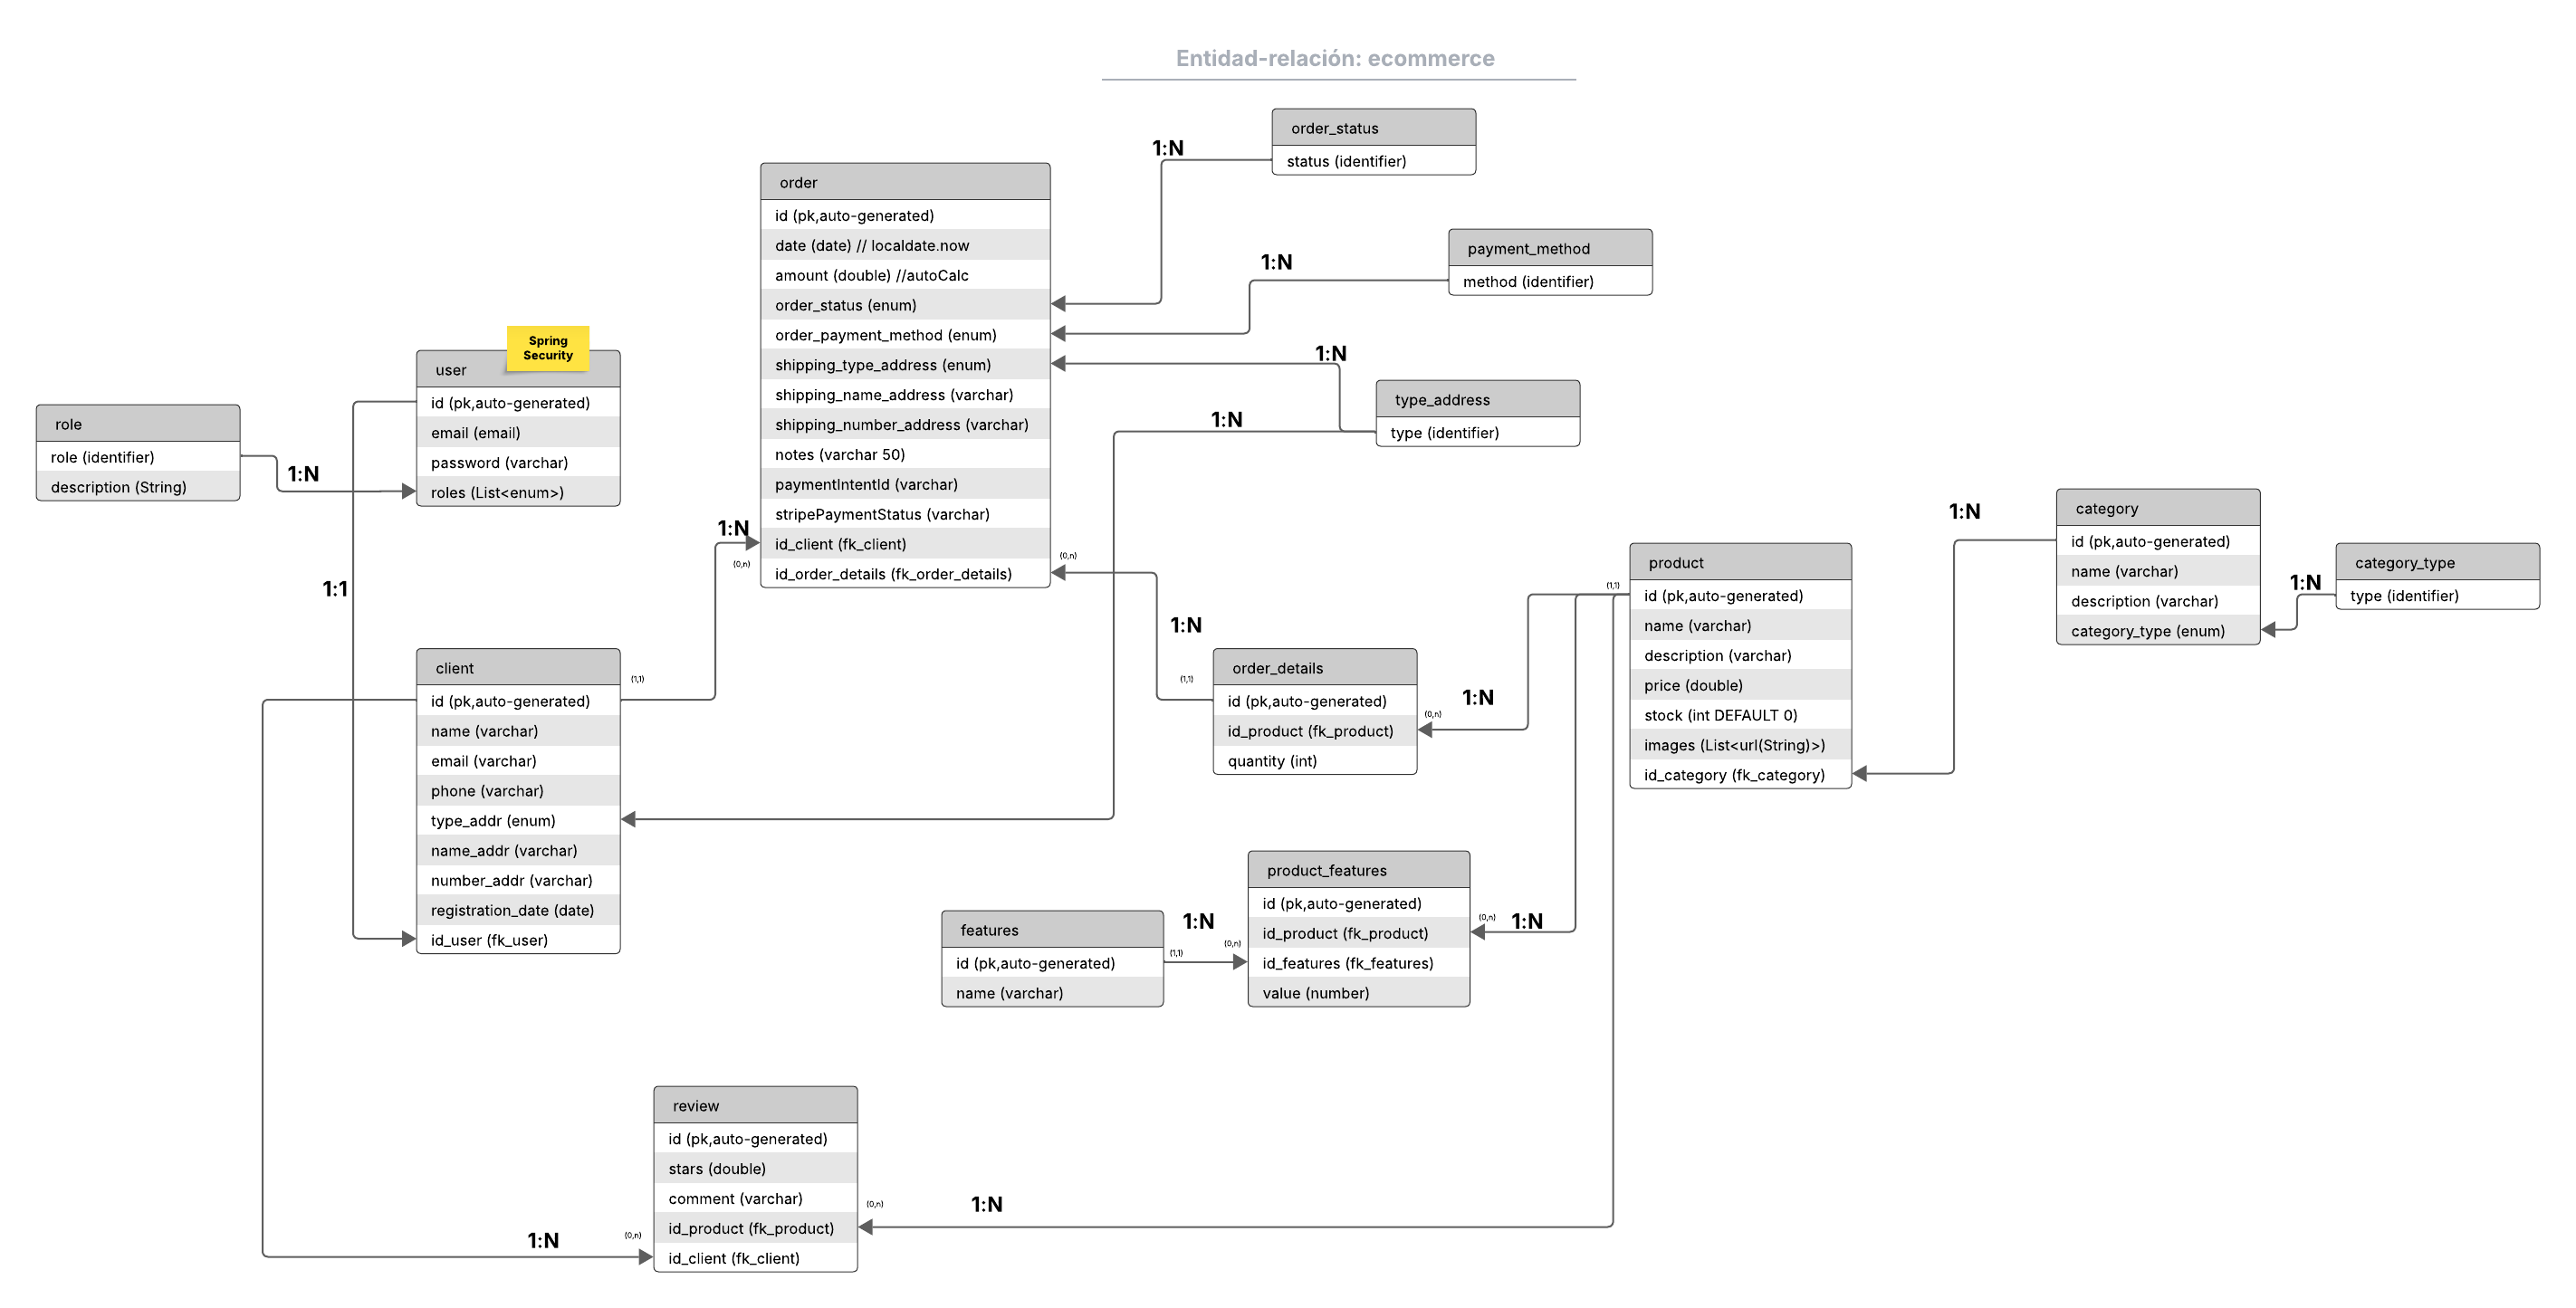 Entidad-relación: ecommerce
order_status
status (identifier)
1:N
order
id (pk,auto-generated)
date (date) // localdate.now
amount (double) //autoCalc
order_status (enum)
order_payment_method (enum)
shipping_type_address (enum)
shipping_name_address (varchar)
shipping_number_address (varchar)
notes (varchar 50)
paymentIntentId (varchar)
stripePaymentStatus (varchar)
id_client (fk_client)
id_order_details (fk_order_details)
payment_method
method (identifier)
1:N
1:N
type_address
type (identifier)
1:N
Spring
Security
user
id (pk,auto-generated)
email (email)
password (varchar)
roles (List<enum>)
role
role (identifier)
description (String)
1:N
1:N
(0,n)
(0,n)
1:1
1:N
client
id (pk,auto-generated)
name (varchar)
email (varchar)
phone (varchar)
type_addr (enum)
name_addr (varchar)
number_addr (varchar)
registration_date (date)
id_user (fk_user)
(1,1)
(1,1)
order_details
id (pk,auto-generated)
id_product (fk_product)
quantity (int)
(0,n)
1:N
(1,1)
product
id (pk,auto-generated)
name (varchar)
description (varchar)
price (double)
stock (int DEFAULT 0)
images (List<url(String)>)
id_category (fk_category)
1:N
category
id (pk,auto-generated)
name (varchar)
description (varchar)
category_type (enum)
1:N
category_type
type (identifier)
features
id (pk,auto-generated)
name (varchar)
1:N
(1,1)
(0,n)
product_features
id (pk,auto-generated)
id_product (fk_product)
id_features (fk_features)
value (number)
(0,n)
1:N
review
id (pk,auto-generated)
stars (double)
comment (varchar)
id_product (fk_product)
id_client (fk_client)
(0,n)
1:N
1:N
(0,n)